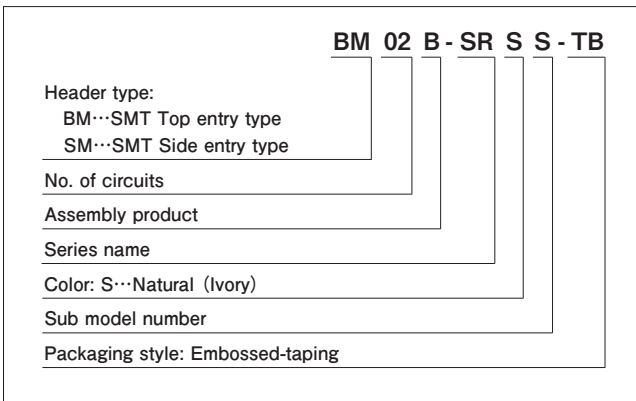 BM 02 B - SR S S - TB
Header type:
BM…SMT Top entry type
SM…SMT Side entry type
No. of circuits
Assembly product
Series name
Color: S…Natural (Ivory)
Sub model number
Packaging style: Embossed-taping